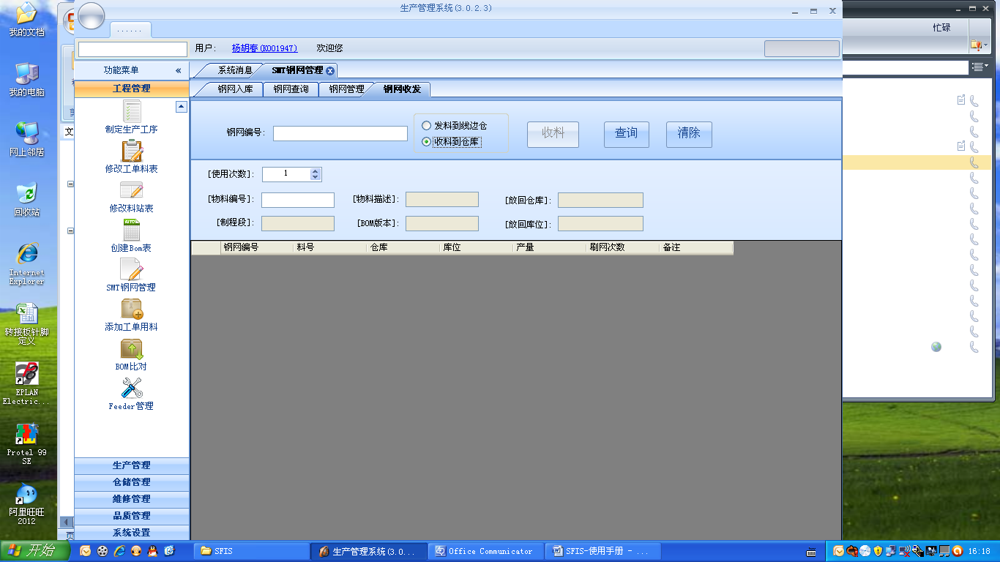 生产管理系统(3.0.2.3)
······
用户:
杨胡春(K001947)
欢迎您
忙碌
功能菜单
«
系统消息
SMT钢网管理
工程管理
制定生产工序
修改工单料表
修改料站表
创建Bom表
SMT钢网管理
添加工单用料
BOM比对
Feeder管理
生产管理
仓储管理
维修管理
品质管理
系统设置
钢网入库
钢网查询
钢网管理
钢网收发
钢网编号:
发料到线边仓
收料到仓库
收料
查询
清除
[使用次数]:
1
[物料编号]:
[物料描述]:
[放回仓库]:
[制程段]:
[BOM版本]:
[放回库位]:
钢网编号 料号 仓库 库位 产量 刷网次数 备注
我的文档
我的电脑
网上邻居
回收站
Internet
Explorer
转接板针脚
定义
EPLAN
Electric...
Protel 99
SE
阿里旺旺
2012
文
页
开始
SFIS
生产管理系统(3.0...
Office Communicator
SFIS-使用手册 - ...
16:18